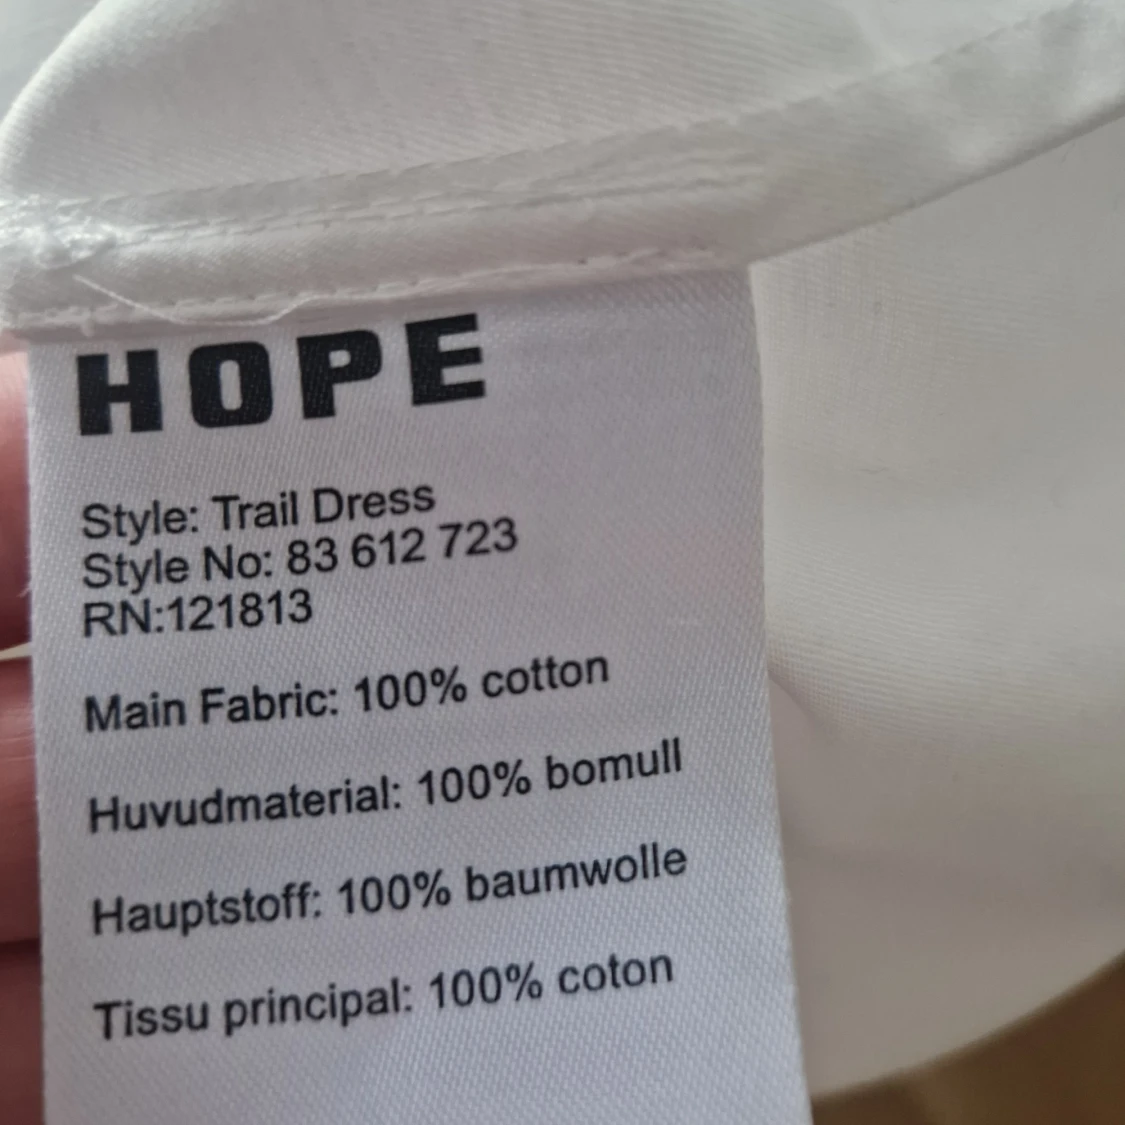 HOPE
Style: Trail Dress
Style No: 83 612 723
RN:121813
Main Fabric: 100% cotton
Huvudmaterial: 100% bomull
Hauptstoff: 100% baumwolle
Tissu principal: 100% coton